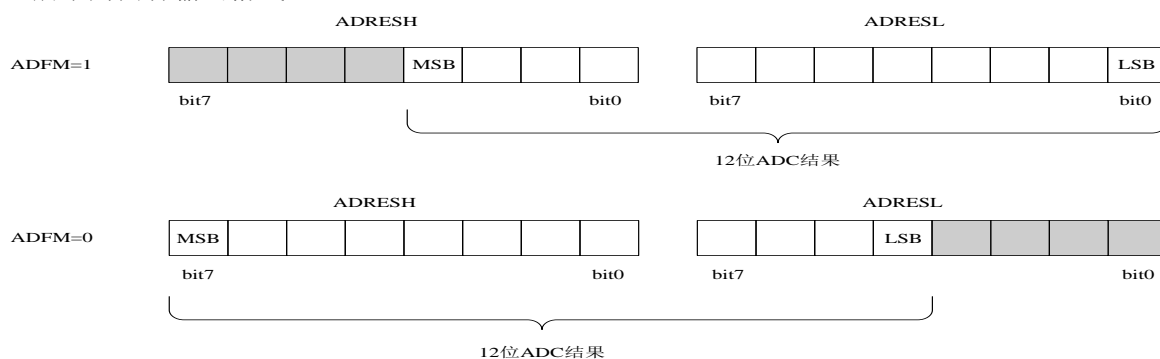 ADRESH ADRESL
ADFM=1 MSB LSB
bit7 bit0 bit7 bit0
12位ADC结果
ADRESH ADRESL
ADFM=0 MSB LSB
bit7 bit0 bit7 bit0
12位ADC结果